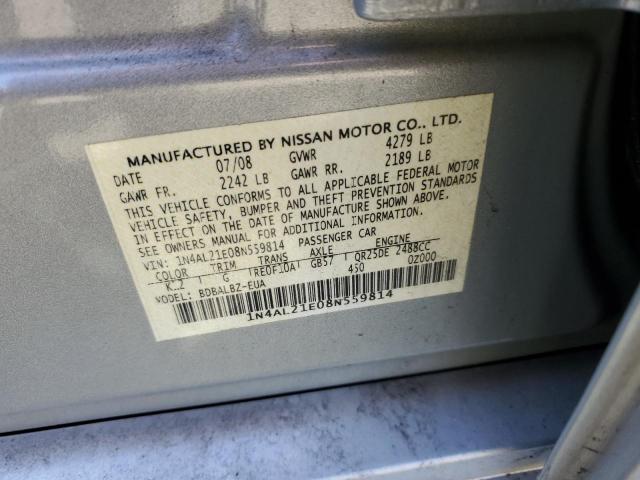 MANUFACTURED BY NISSAN MOTOR CO., LTD.
DATE 07/08 GVWR 4279 LB
GAWR FR. 2242 LB GAWR RR. 2189 LB
THIS VEHICLE CONFORMS TO ALL APPLICABLE FEDERAL MOTOR
VEHICLE SAFETY, BUMPER AND THEFT PREVENTION STANDARDS
IN EFFECT ON THE DATE OF MANUFACTURE SHOWN ABOVE.
SEE OWNERS MANUAL FOR ADDITIONAL INFORMATION.
VIN: 1N4AL21E08N559814 PASSENGER CAR
COLOR TRIM TRANS AXLE ENGINE
K.2 G RE0F10A GB57 QR25DE 2488CC
MODEL: BDBALBZ-EUA 450 0Z000
1N4AL21E08N559814